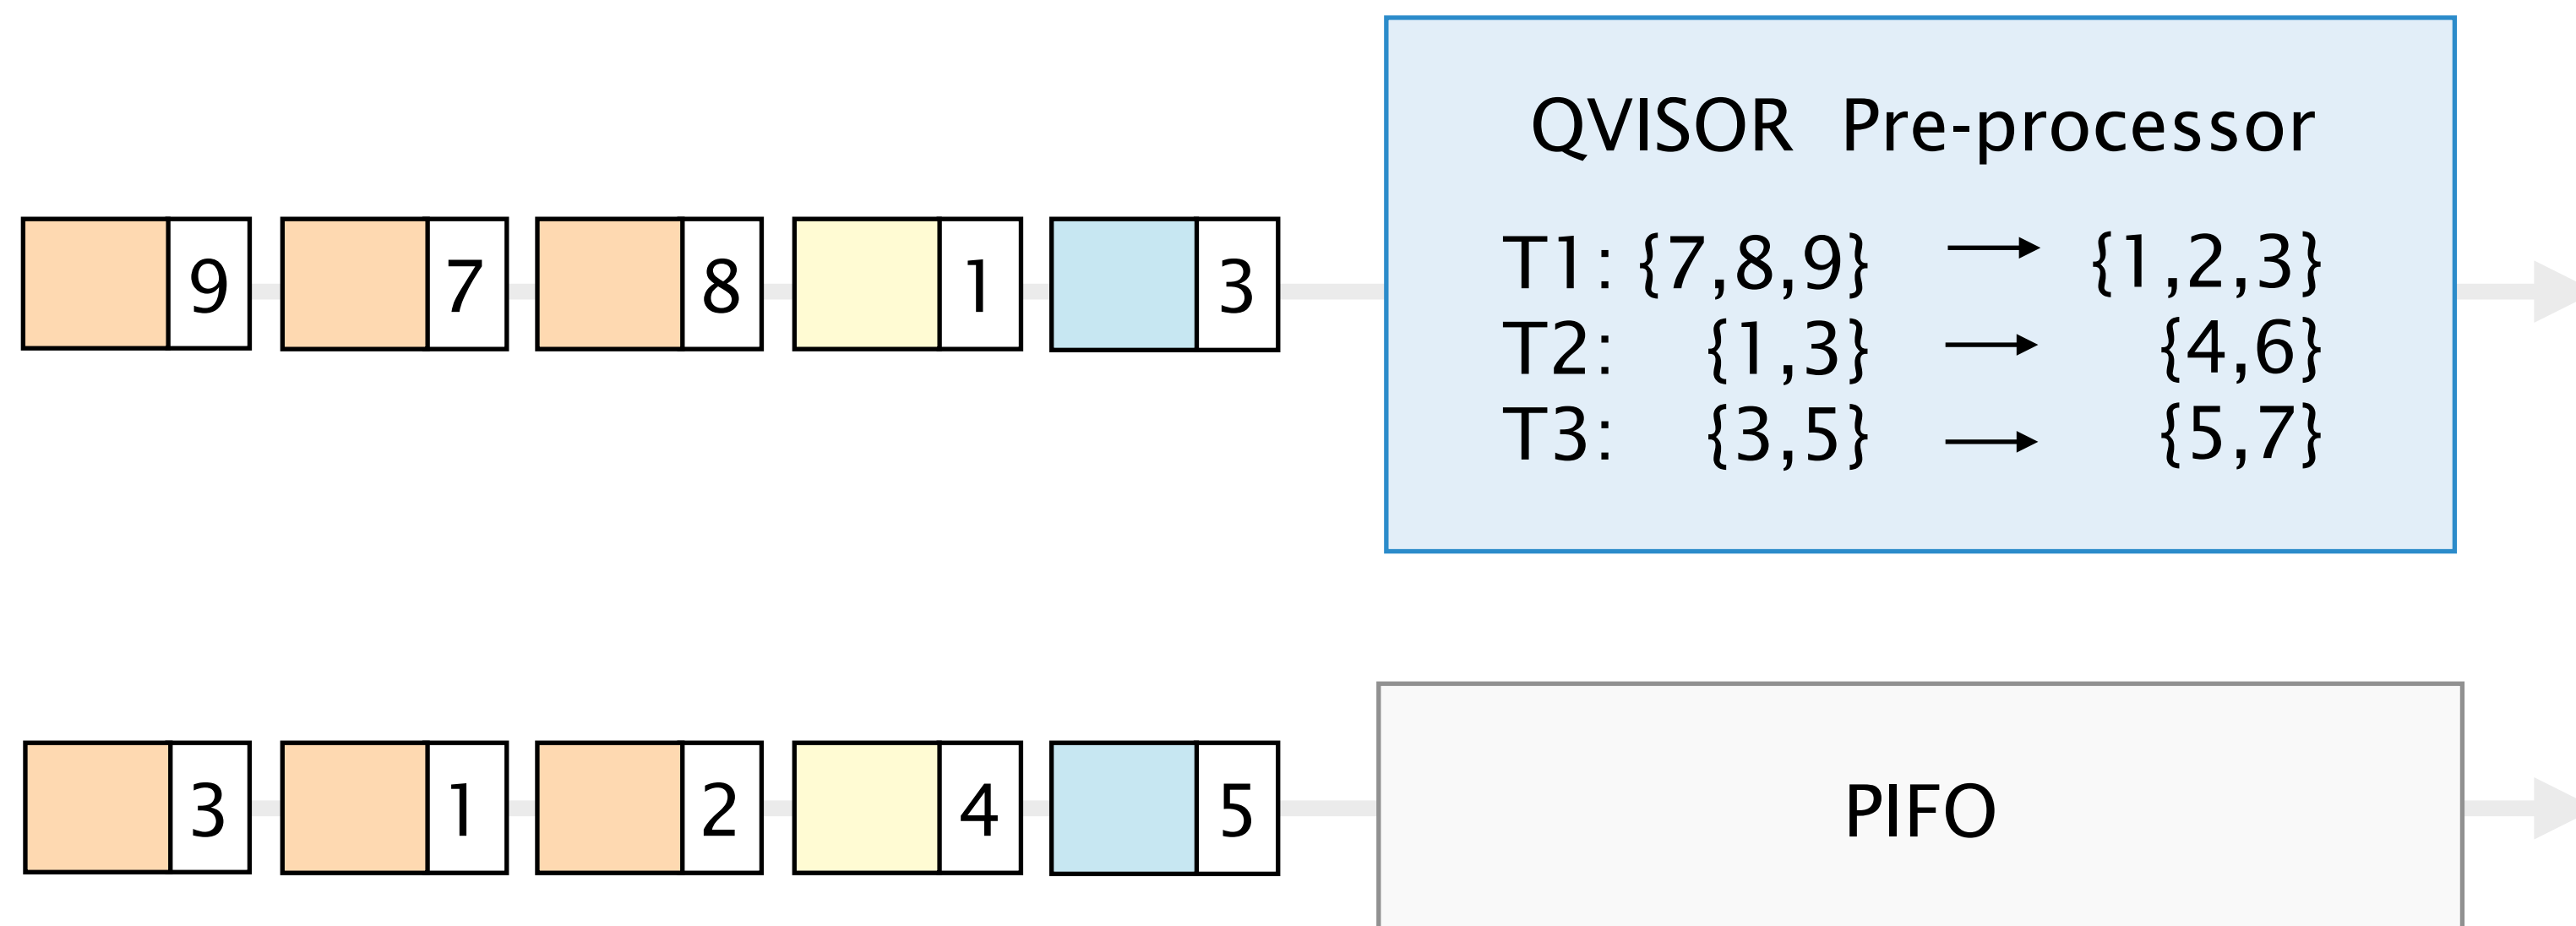 QVISOR Pre-processor
9 7 8 1 3
T1: {7,8,9} → {1,2,3}
T2: {1,3} → {4,6}
T3: {3,5} → {5,7}
3 1 2 4 5
PIFO